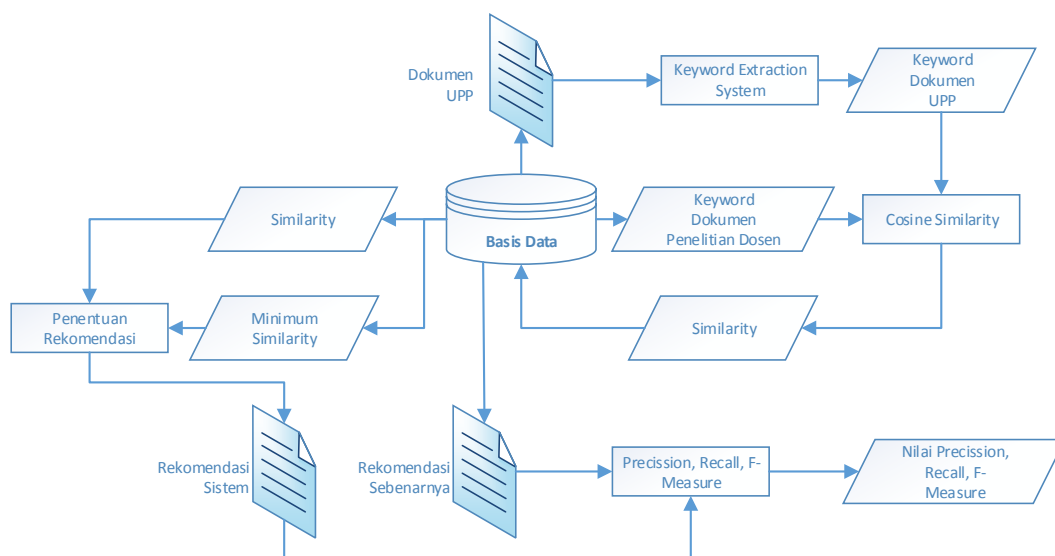 Dokumen
UPP
Keyword Extraction
System
Keyword
Dokumen
UPP
Similarity
Basis Data
Keyword
Dokumen
Penelitian Dosen
Cosine Similarity
Penentuan
Rekomendasi
Minimum
Similarity
Similarity
Rekomendasi
Sistem
Rekomendasi
Sebenarnya
Precission, Recall, F-
Measure
Nilai Precission,
Recall, F-
Measure